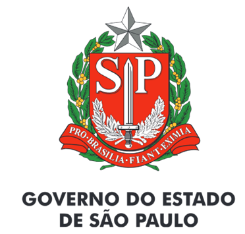 SP
PRO·BRASILIA·FIANT·EXIMIA
GOVERNO DO ESTADO
DE SÃO PAULO